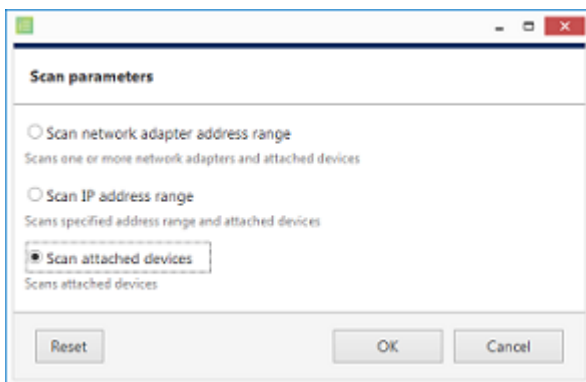 Scan parameters
Scan network adapter address range
Scans one or more network adapters and attached devices
Scan IP address range
Scans specified address range and attached devices
Scan attached devices
Scans attached devices
Reset OK Cancel